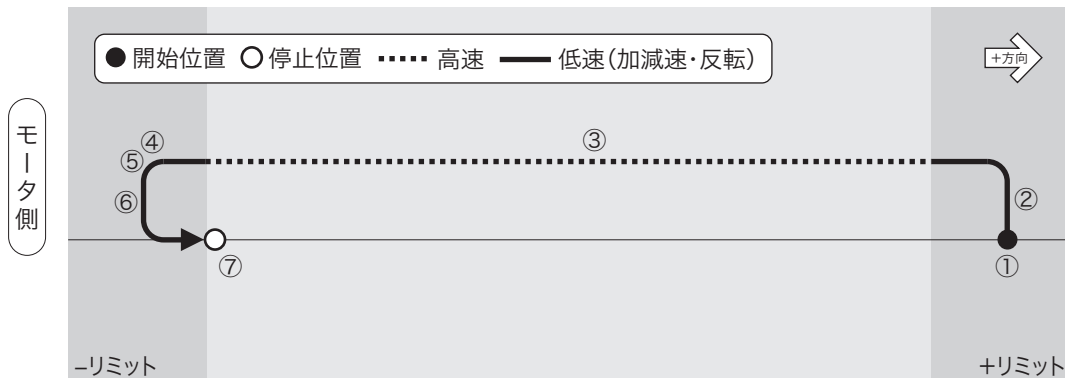 開始位置 停止位置 高速 低速(加減速・反転)
+方向
モータ側
④
③
⑤
⑥
②
⑦
①
−リミット
+リミット